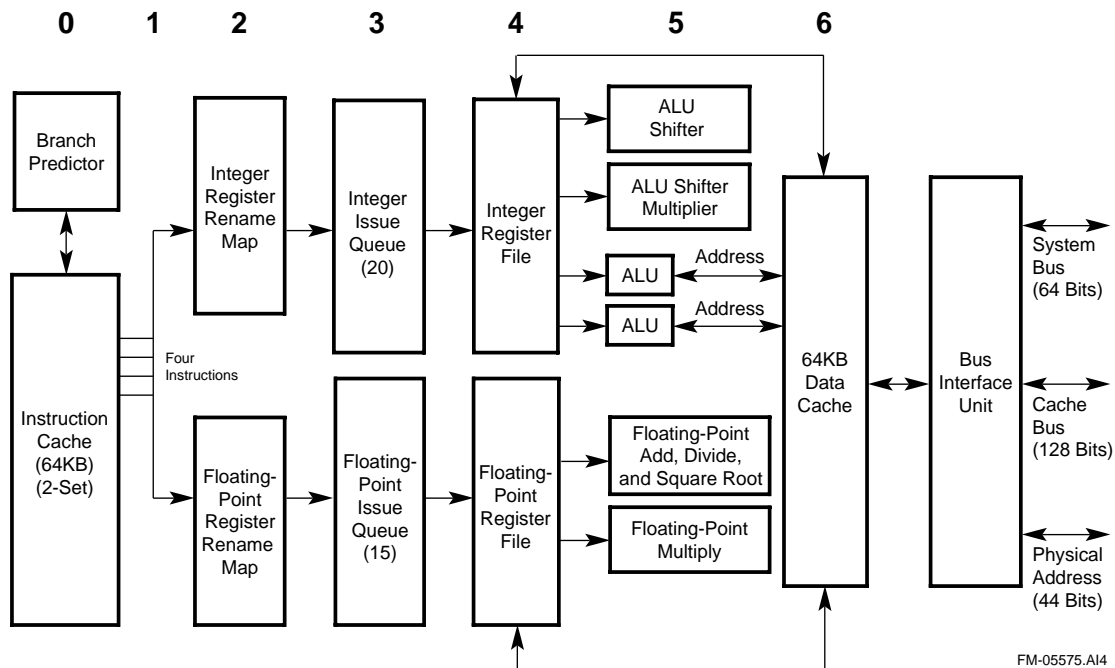 0 1 2 3 4 5 6
Branch
Predictor
Instruction
Cache
(64KB)
(2-Set)
Four
Instructions
Integer
Register
Rename
Map
Floating-
Point
Register
Rename
Map
Integer
Issue
Queue
(20)
Floating-
Point
Issue
Queue
(15)
Integer
Register
File
Floating-
Point
Register
File
ALU
Shifter
ALU Shifter
Multiplier
ALU
Address
ALU
Address
Floating-Point
Add, Divide,
and Square Root
Floating-Point
Multiply
64KB
Data
Cache
Bus
Interface
Unit
System
Bus
(64 Bits)
Cache
Bus
(128 Bits)
Physical
Address
(44 Bits)
FM-05575.AI4